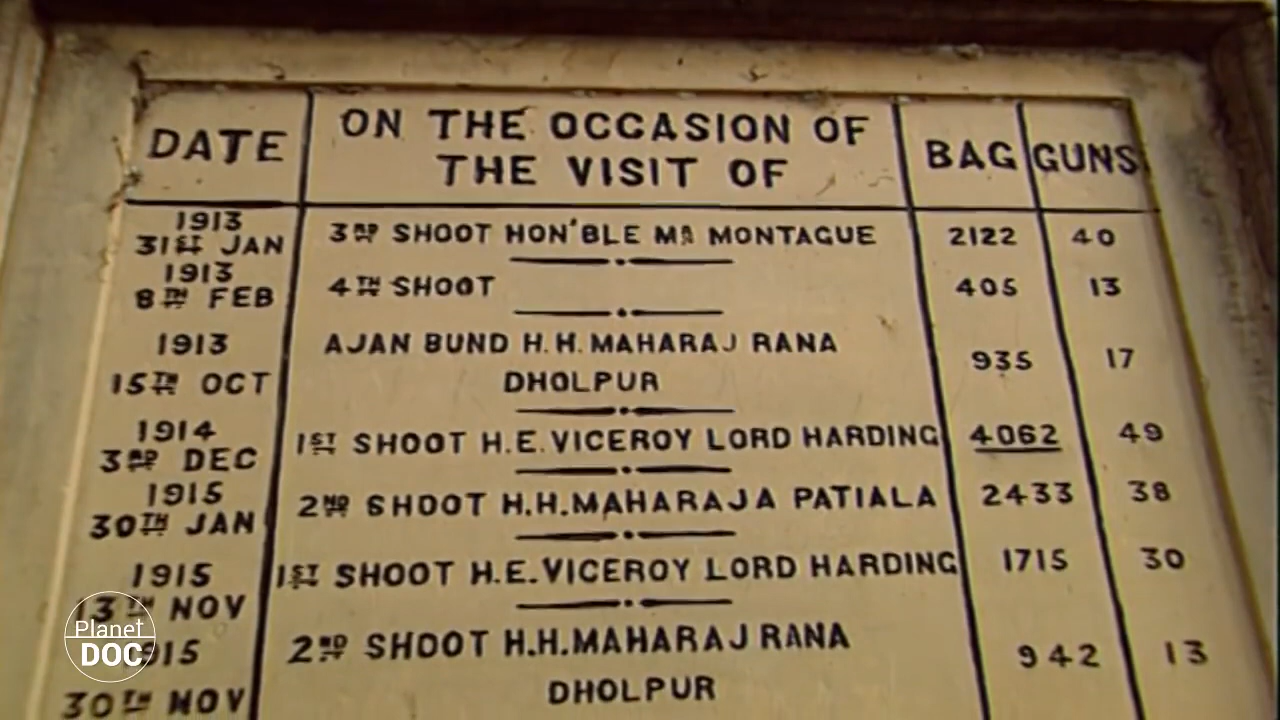 DATE ON THE OCCASION OF THE VISIT OF BAG GUNS
1913 31ST JAN 3RD SHOOT HON'BLE MR MONTAGUE 2122 40
1913 8TH FEB 4TH SHOOT 405 13
1913 15TH OCT AJAN BUND H.H. MAHARAJ RANA DHOLPUR 935 17
1914 3RD DEC 1ST SHOOT H.E. VICEROY LORD HARDING 4062 49
1915 30TH JAN 2ND SHOOT H.H. MAHARAJA PATIALA 2433 38
1915 13TH NOV 1ST SHOOT H.E. VICEROY LORD HARDING 1715 30
1915 30TH NOV 2ND SHOOT H.H. MAHARAJ RANA DHOLPUR 942 13
Planet
DOC